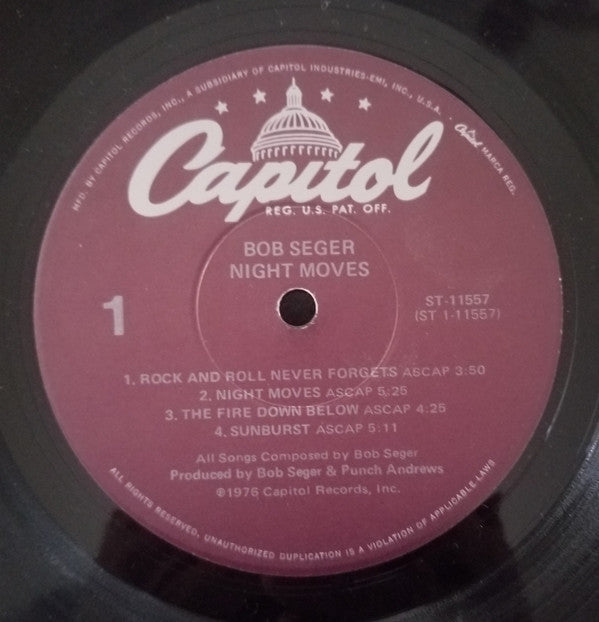 MFD. BY CAPITOL RECORDS, INC., A SUBSIDIARY OF CAPITOL INDUSTRIES-EMI, INC., U.S.A. · Capitol MARCA REG.
Capitol
REG. U.S. PAT. OFF.
BOB SEGER
NIGHT MOVES
1
ST-11557
(ST 1-11557)
1. ROCK AND ROLL NEVER FORGETS ASCAP 3:50
2. NIGHT MOVES ASCAP 5:25
3. THE FIRE DOWN BELOW ASCAP 4:25
4. SUNBURST ASCAP 5:11
All Songs Composed by Bob Seger
Produced by Bob Seger & Punch Andrews
℗1976 Capitol Records, Inc.
ALL RIGHTS RESERVED, UNAUTHORIZED DUPLICATION IS A VIOLATION OF APPLICABLE LAWS